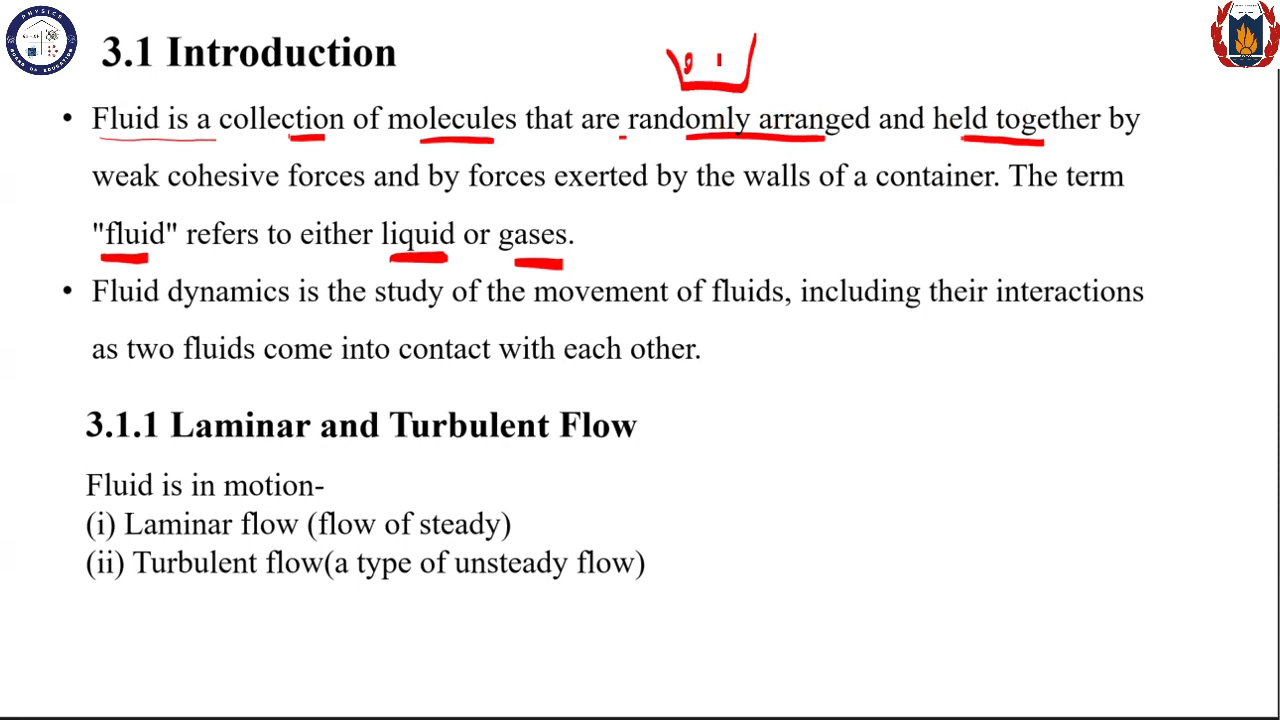 PHYSICS
BOARD OF EDUCATION
3.1 Introduction
• Fluid is a collection of molecules that are randomly arranged and held together by
weak cohesive forces and by forces exerted by the walls of a container. The term
"fluid" refers to either liquid or gases.
• Fluid dynamics is the study of the movement of fluids, including their interactions
as two fluids come into contact with each other.
3.1.1 Laminar and Turbulent Flow
Fluid is in motion-
(i) Laminar flow (flow of steady)
(ii) Turbulent flow(a type of unsteady flow)